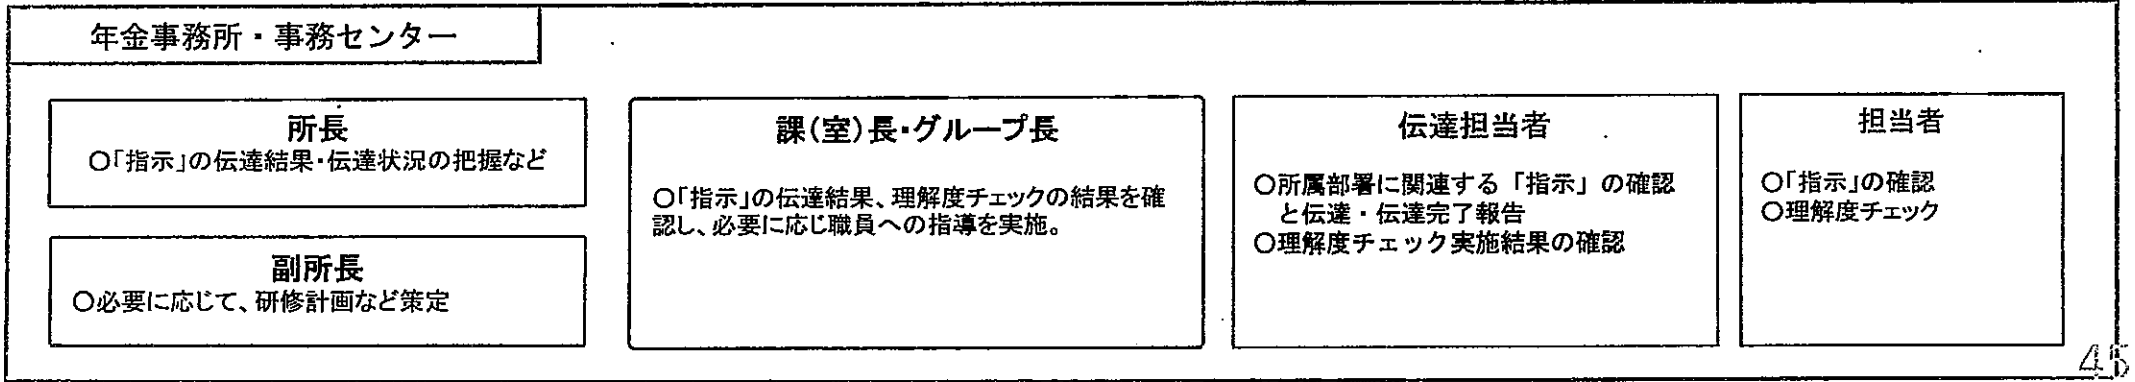 年金事務所・事務センター
所長
○「指示」の伝達結果・伝達状況の把握など
副所長
○必要に応じて、研修計画など策定
課(室)長・グループ長
○「指示」の伝達結果、理解度チェックの結果を確
認し、必要に応じ職員への指導を実施。
伝達担当者
○所属部署に関連する「指示」の確認
と伝達・伝達完了報告
○理解度チェック実施結果の確認
担当者
○「指示」の確認
○理解度チェック
45